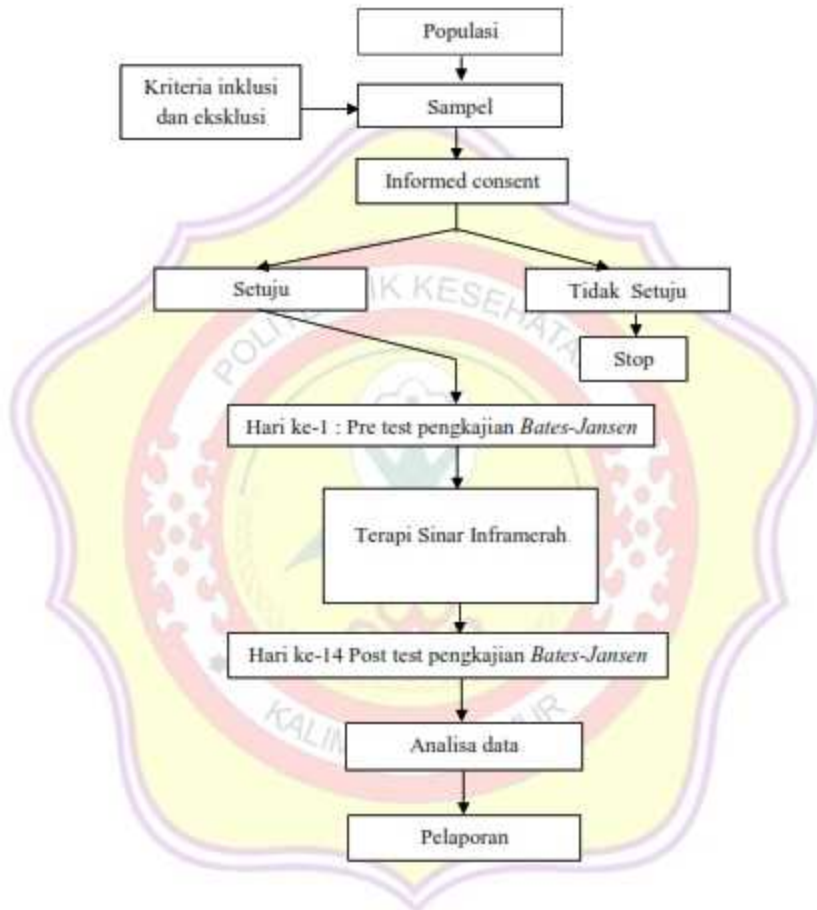 Populasi
Kriteria inklusi
dan eksklusi
Sampel
Informed consent
Setuju
Tidak Setuju
Stop
Hari ke-1 : Pre test pengkajian Bates-Jansen
Terapi Sinar Inframerah
Hari ke-14 Post test pengkajian Bates-Jansen
Analisa data
Pelaporan